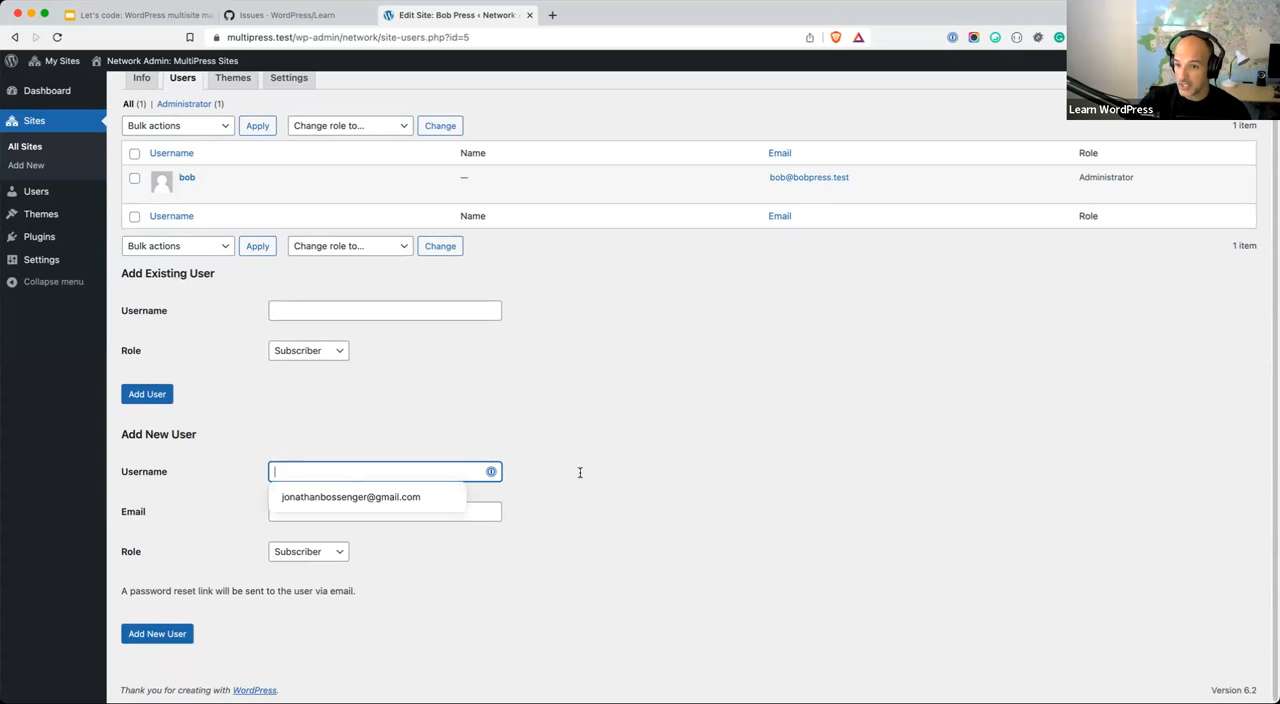 Let's code: WordPress multisite ma
Issues · WordPress/Learn
Edit Site: Bob Press ‹ Network
multipress.test/wp-admin/network/site-users.php?id=5
My Sites
Network Admin: MultiPress Sites
Learn WordPress
Dashboard
Sites
All Sites
Add New
Users
Themes
Plugins
Settings
Collapse menu
Info
Users
Themes
Settings
All (1) | Administrator (1)
Bulk actions
Apply
Change role to...
Change
1 item
Username
Name
Email
Role
bob
—
bob@bobpress.test
Administrator
Username
Name
Email
Role
Bulk actions
Apply
Change role to...
Change
1 item
Add Existing User
Username
Role
Subscriber
Add User
Add New User
Username
jonathanbossenger@gmail.com
Email
Role
Subscriber
A password reset link will be sent to the user via email.
Add New User
Thank you for creating with WordPress.
Version 6.2